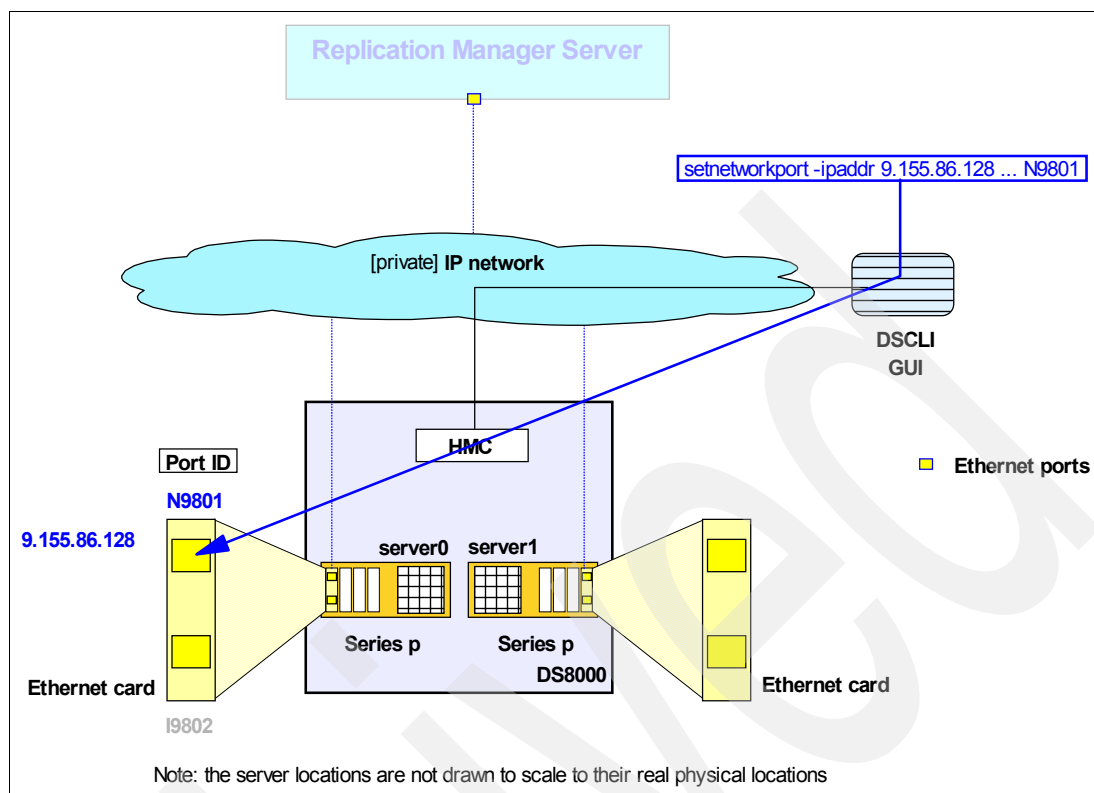 Replication Manager Server
setnetworkport -ipaddr 9.155.86.128 ... N9801
[private] IP network
DSCLI
GUI
HMC
Port ID
Ethernet ports
N9801
9.155.86.128
server0
server1
Series p
Series p
DS8000
Ethernet card
Ethernet card
I9802
Note: the server locations are not drawn to scale to their real physical locations